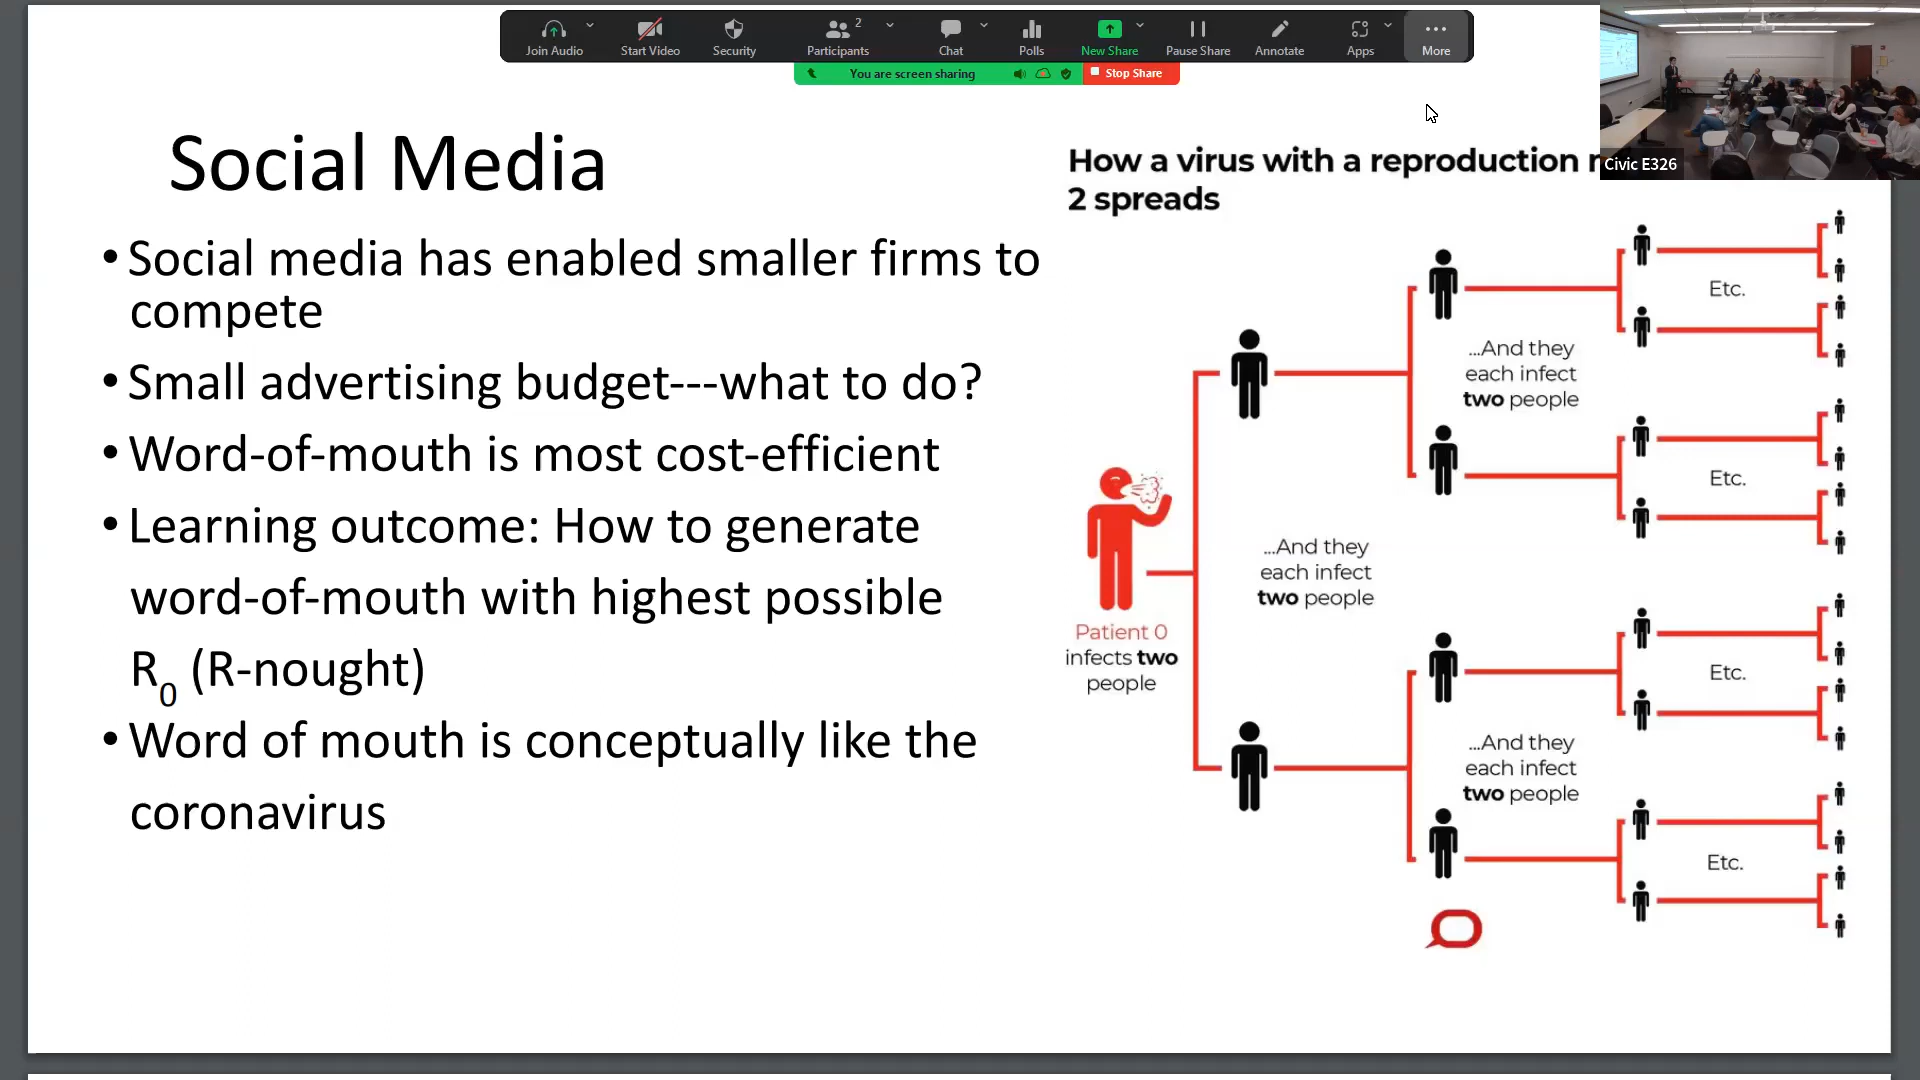 Join Audio
Start Video
Security
2
Participants
Chat
Polls
New Share
Pause Share
Annotate
Apps
More
You are screen sharing
Stop Share
Civic E326
Social Media
• Social media has enabled smaller firms to
compete
• Small advertising budget---what to do?
• Word-of-mouth is most cost-efficient
• Learning outcome: How to generate
word-of-mouth with highest possible
R0 (R-nought)
• Word of mouth is conceptually like the
coronavirus
How a virus with a reproduction
2 spreads
Patient 0
infects two
people
...And they
each infect
two people
...And they
each infect
two people
...And they
each infect
two people
Etc.
Etc.
Etc.
Etc.